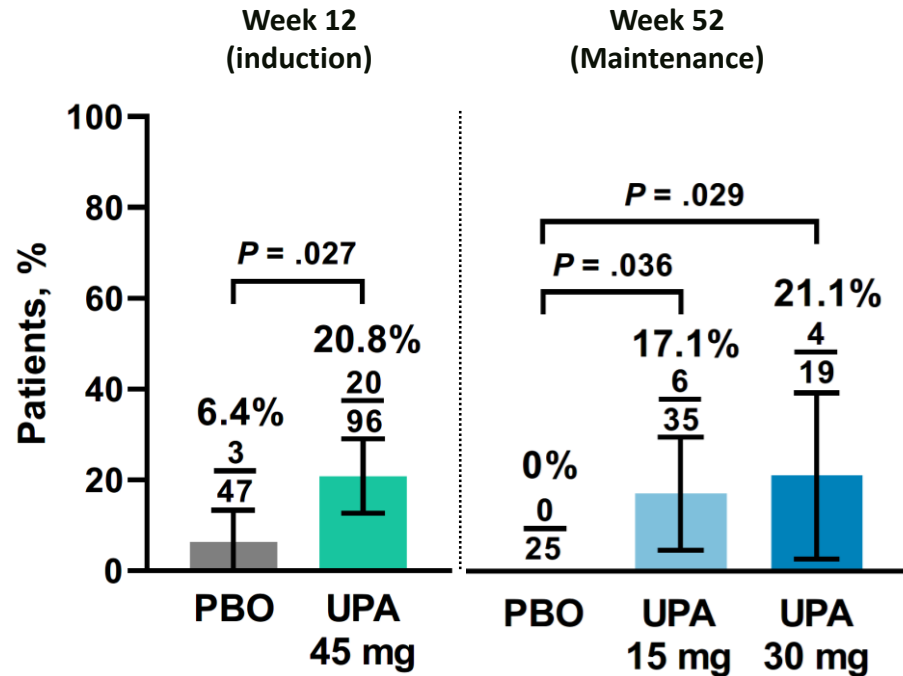 Week 12
(induction)
Week 52
(Maintenance)
Patients, %
100
80
60
40
20
0
P = .027
6.4%
3
47
20.8%
20
96
PBO
UPA
45 mg
P = .029
P = .036
0%
0
25
17.1%
6
35
21.1%
4
19
PBO
UPA
15 mg
UPA
30 mg